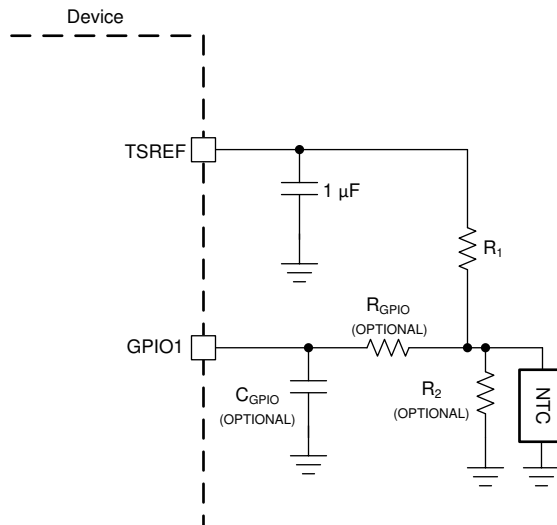 Device
TSREF
1 µF
R1
RGPIO
(OPTIONAL)
GPIO1
CGPIO
(OPTIONAL)
R2
(OPTIONAL)
NTC